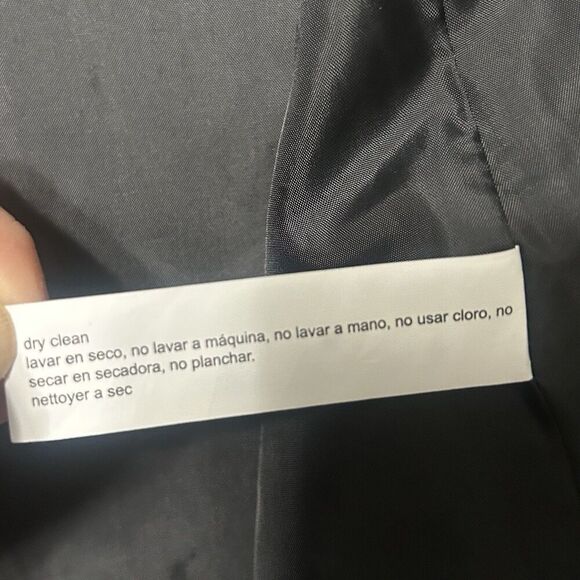 dry clean
lavar en seco, no lavar a máquina, no lavar a mano, no usar cloro, no
secar en secadora, no planchar.
nettoyer a sec